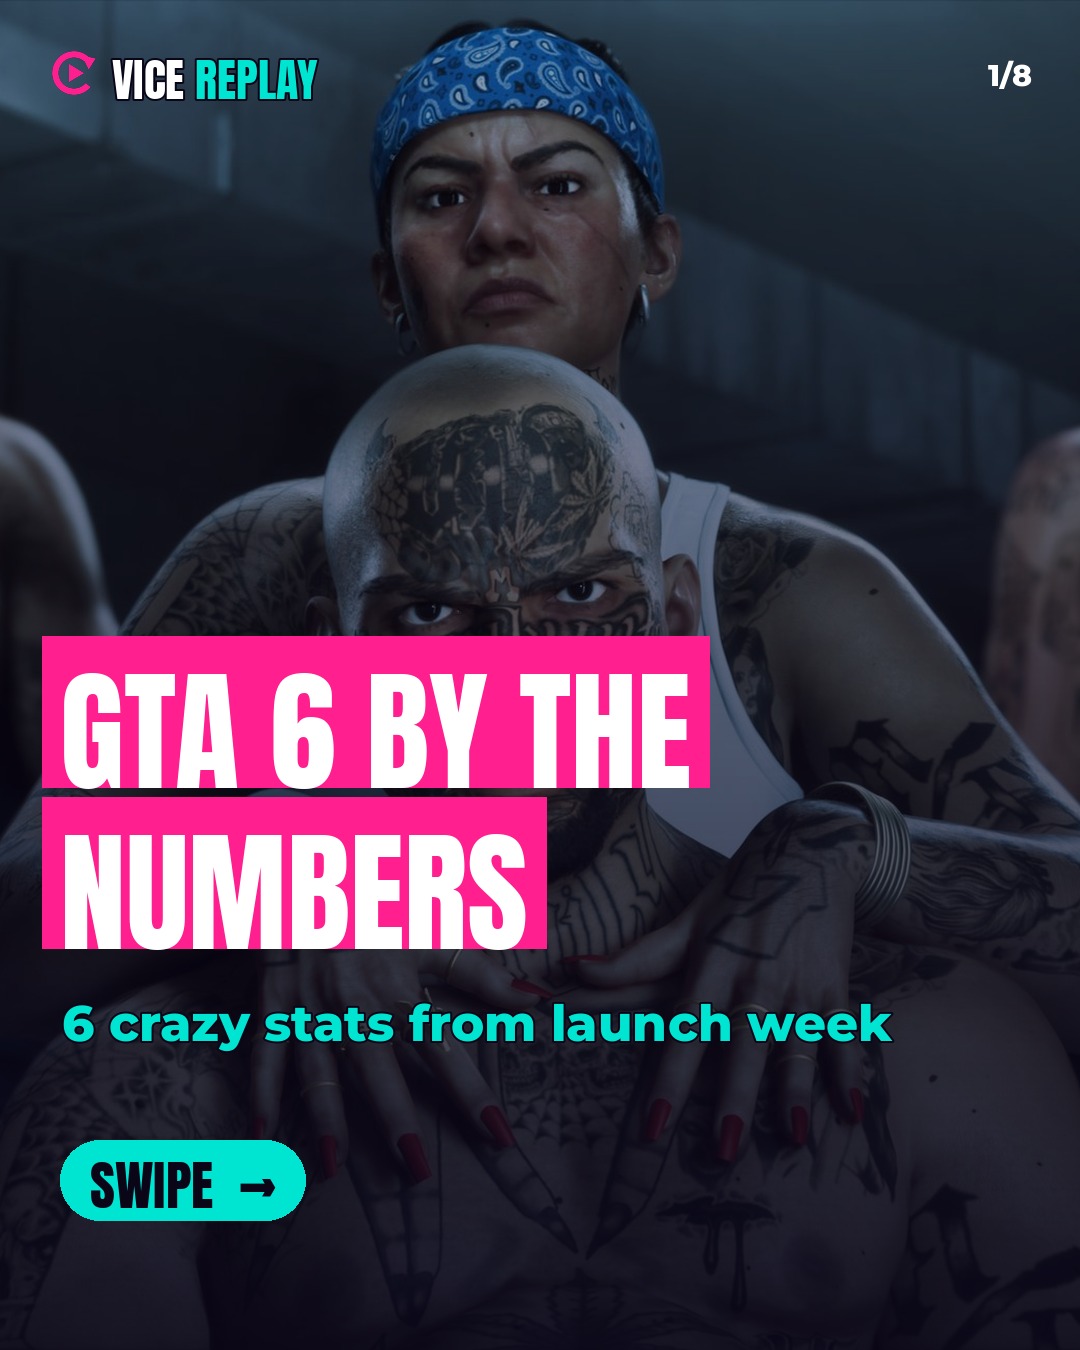 VICE REPLAY
1/8
GTA 6 BY THE
NUMBERS
6 crazy stats from launch week
SWIPE →